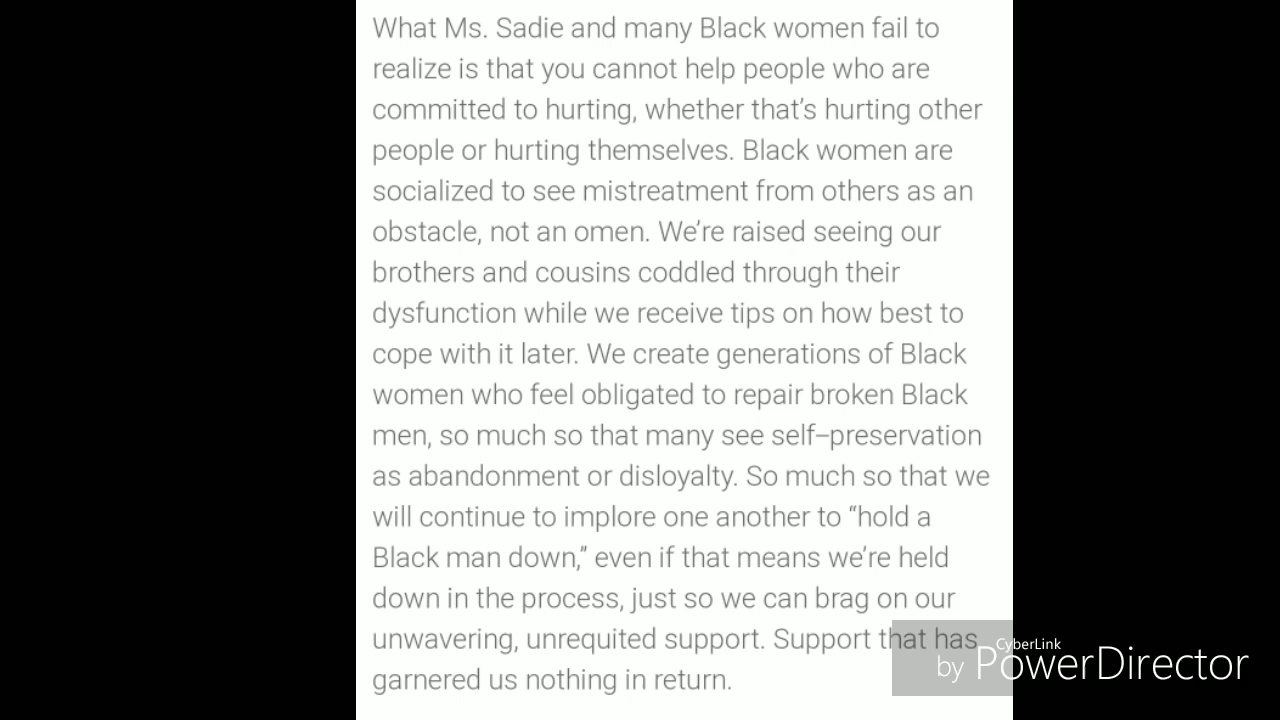 What Ms. Sadie and many Black women fail to
realize is that you cannot help people who are
committed to hurting, whether that’s hurting other
people or hurting themselves. Black women are
socialized to see mistreatment from others as an
obstacle, not an omen. We’re raised seeing our
brothers and cousins coddled through their
dysfunction while we receive tips on how best to
cope with it later. We create generations of Black
women who feel obligated to repair broken Black
men, so much so that many see self–preservation
as abandonment or disloyalty. So much so that we
will continue to implore one another to “hold a
Black man down,” even if that means we’re held
down in the process, just so we can brag on our
unwavering, unrequited support. Support that has
garnered us nothing in return.
CyberLink
by PowerDirector